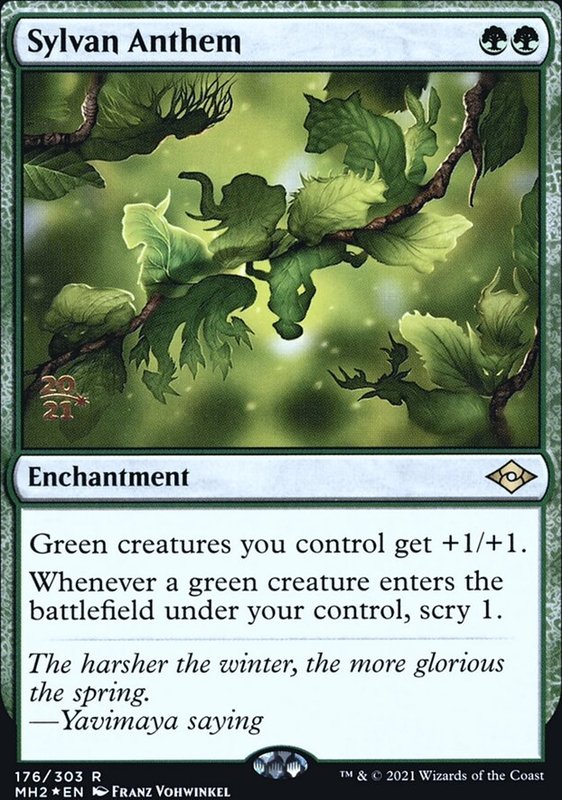 Sylvan Anthem
20
21
Enchantment
Green creatures you control get +1/+1.
Whenever a green creature enters the
battlefield under your control, scry 1.
The harsher the winter, the more glorious
the spring.
—Yavimaya saying
176/303 R
MH2★EN Franz Vohwinkel
™ & © 2021 Wizards of the Coast